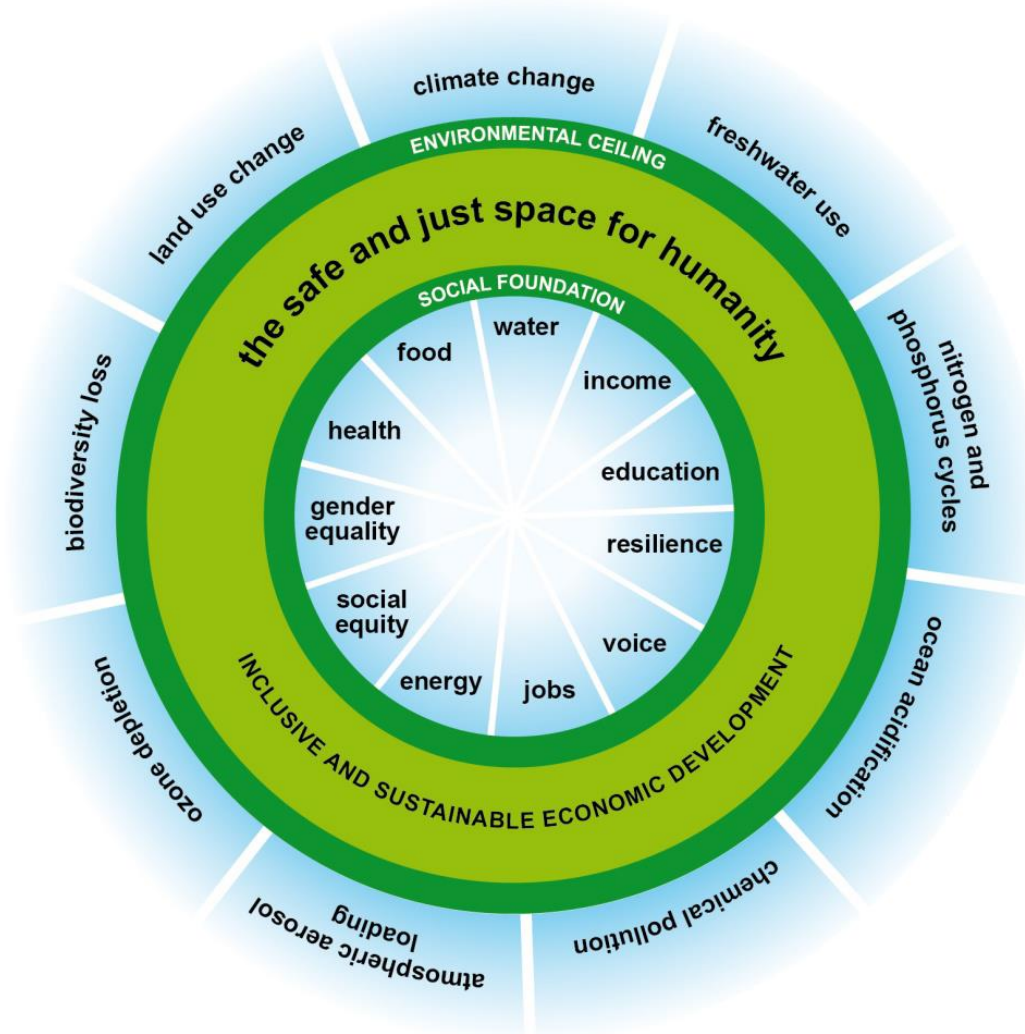 climate change
freshwater use
nitrogen and
phosphorus cycles
ocean acidification
chemical pollution
atmospheric aerosol
loading
ozone depletion
biodiversity loss
land use change
ENVIRONMENTAL CEILING
the safe and just space for humanity
SOCIAL FOUNDATION
water
income
education
resilience
voice
jobs
energy
social
equity
gender
equality
health
food
INCLUSIVE AND SUSTAINABLE ECONOMIC DEVELOPMENT